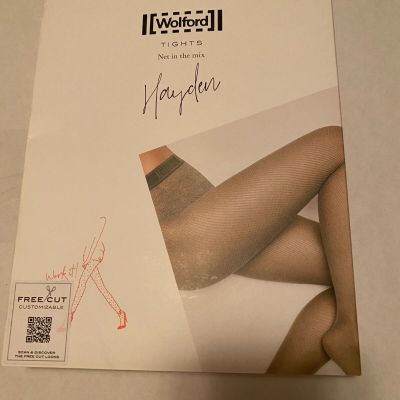 Wolford
TIGHTS
Net in the mix
Hayden
Work it!
FREE CUT
CUSTOMIZABLE
SCAN & DISCOVER
THE FREE CUT LOOKS